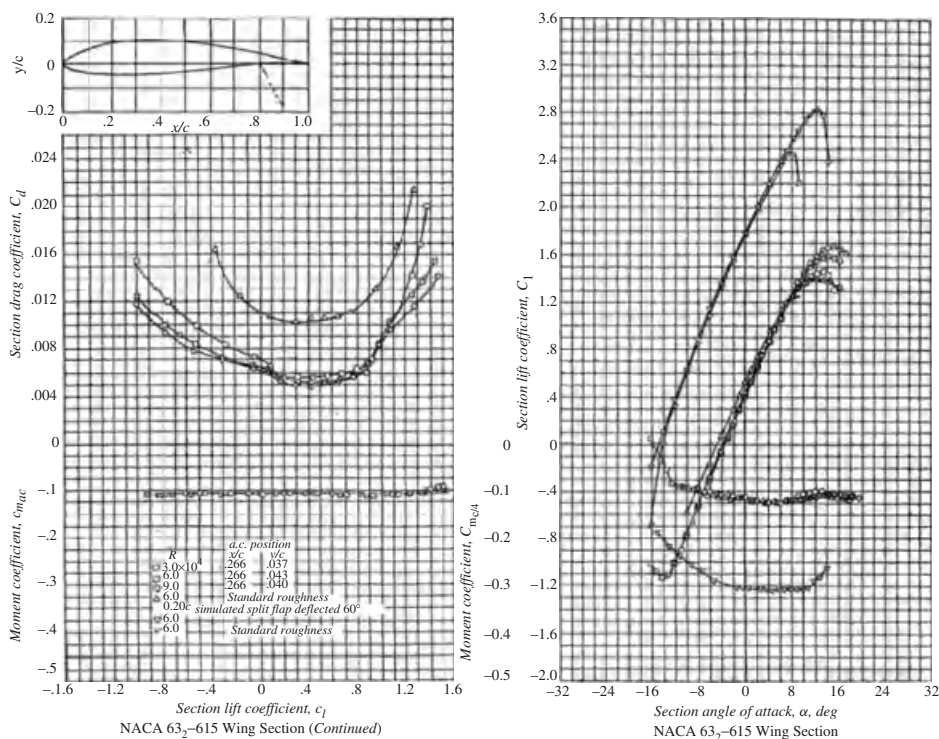 0.2
y/c
0
−0.2
0 .2 .4 .6 .8 1.0
x/c
Section drag coefficient, C_d
.024
.020
.016
.012
.008
.004
0
Moment coefficient, c_m_ac
−.1
−.2
−.3
−.4
−.5
−1.6 −1.2 −.8 −.4 .0 .4 .8 1.2 1.6
a.c. position
R x/c y/c
3.0×10⁴ .266 .037
6.0 .266 .043
9.0 .266 .040
6.0 Standard roughness
0.20c simulated split flap deflected 60°
6.0
6.0 Standard roughness
Section lift coefficient, c_l
NACA 63₂−615 Wing Section (Continued)
Section lift coefficient, C_1
3.6
3.2
2.8
2.4
2.0
1.6
1.2
.8
.4
0 0
−0.1 −.4
−0.2 −.8
−0.3 −1.2
−0.4 −1.6
−0.5 −2.0
Moment coefficient, C_m_c/4
−32 −24 −16 −8 0 8 16 24 32
Section angle of attack, α, deg
NACA 63₂−615 Wing Section